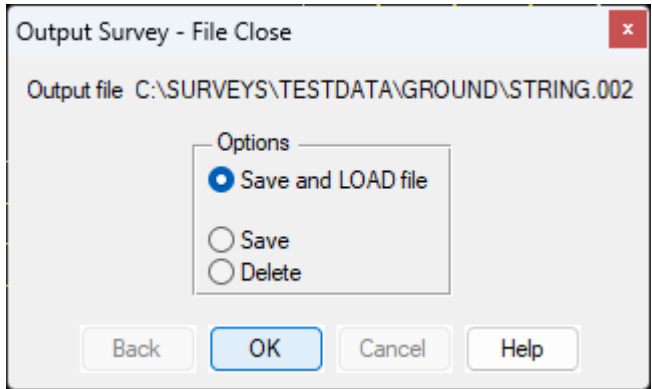 Output Survey - File Close
x
Output file C:\SURVEYS\TESTDATA\GROUND\STRING.002
Options
Save and LOAD file
Save
Delete
Back OK Cancel Help